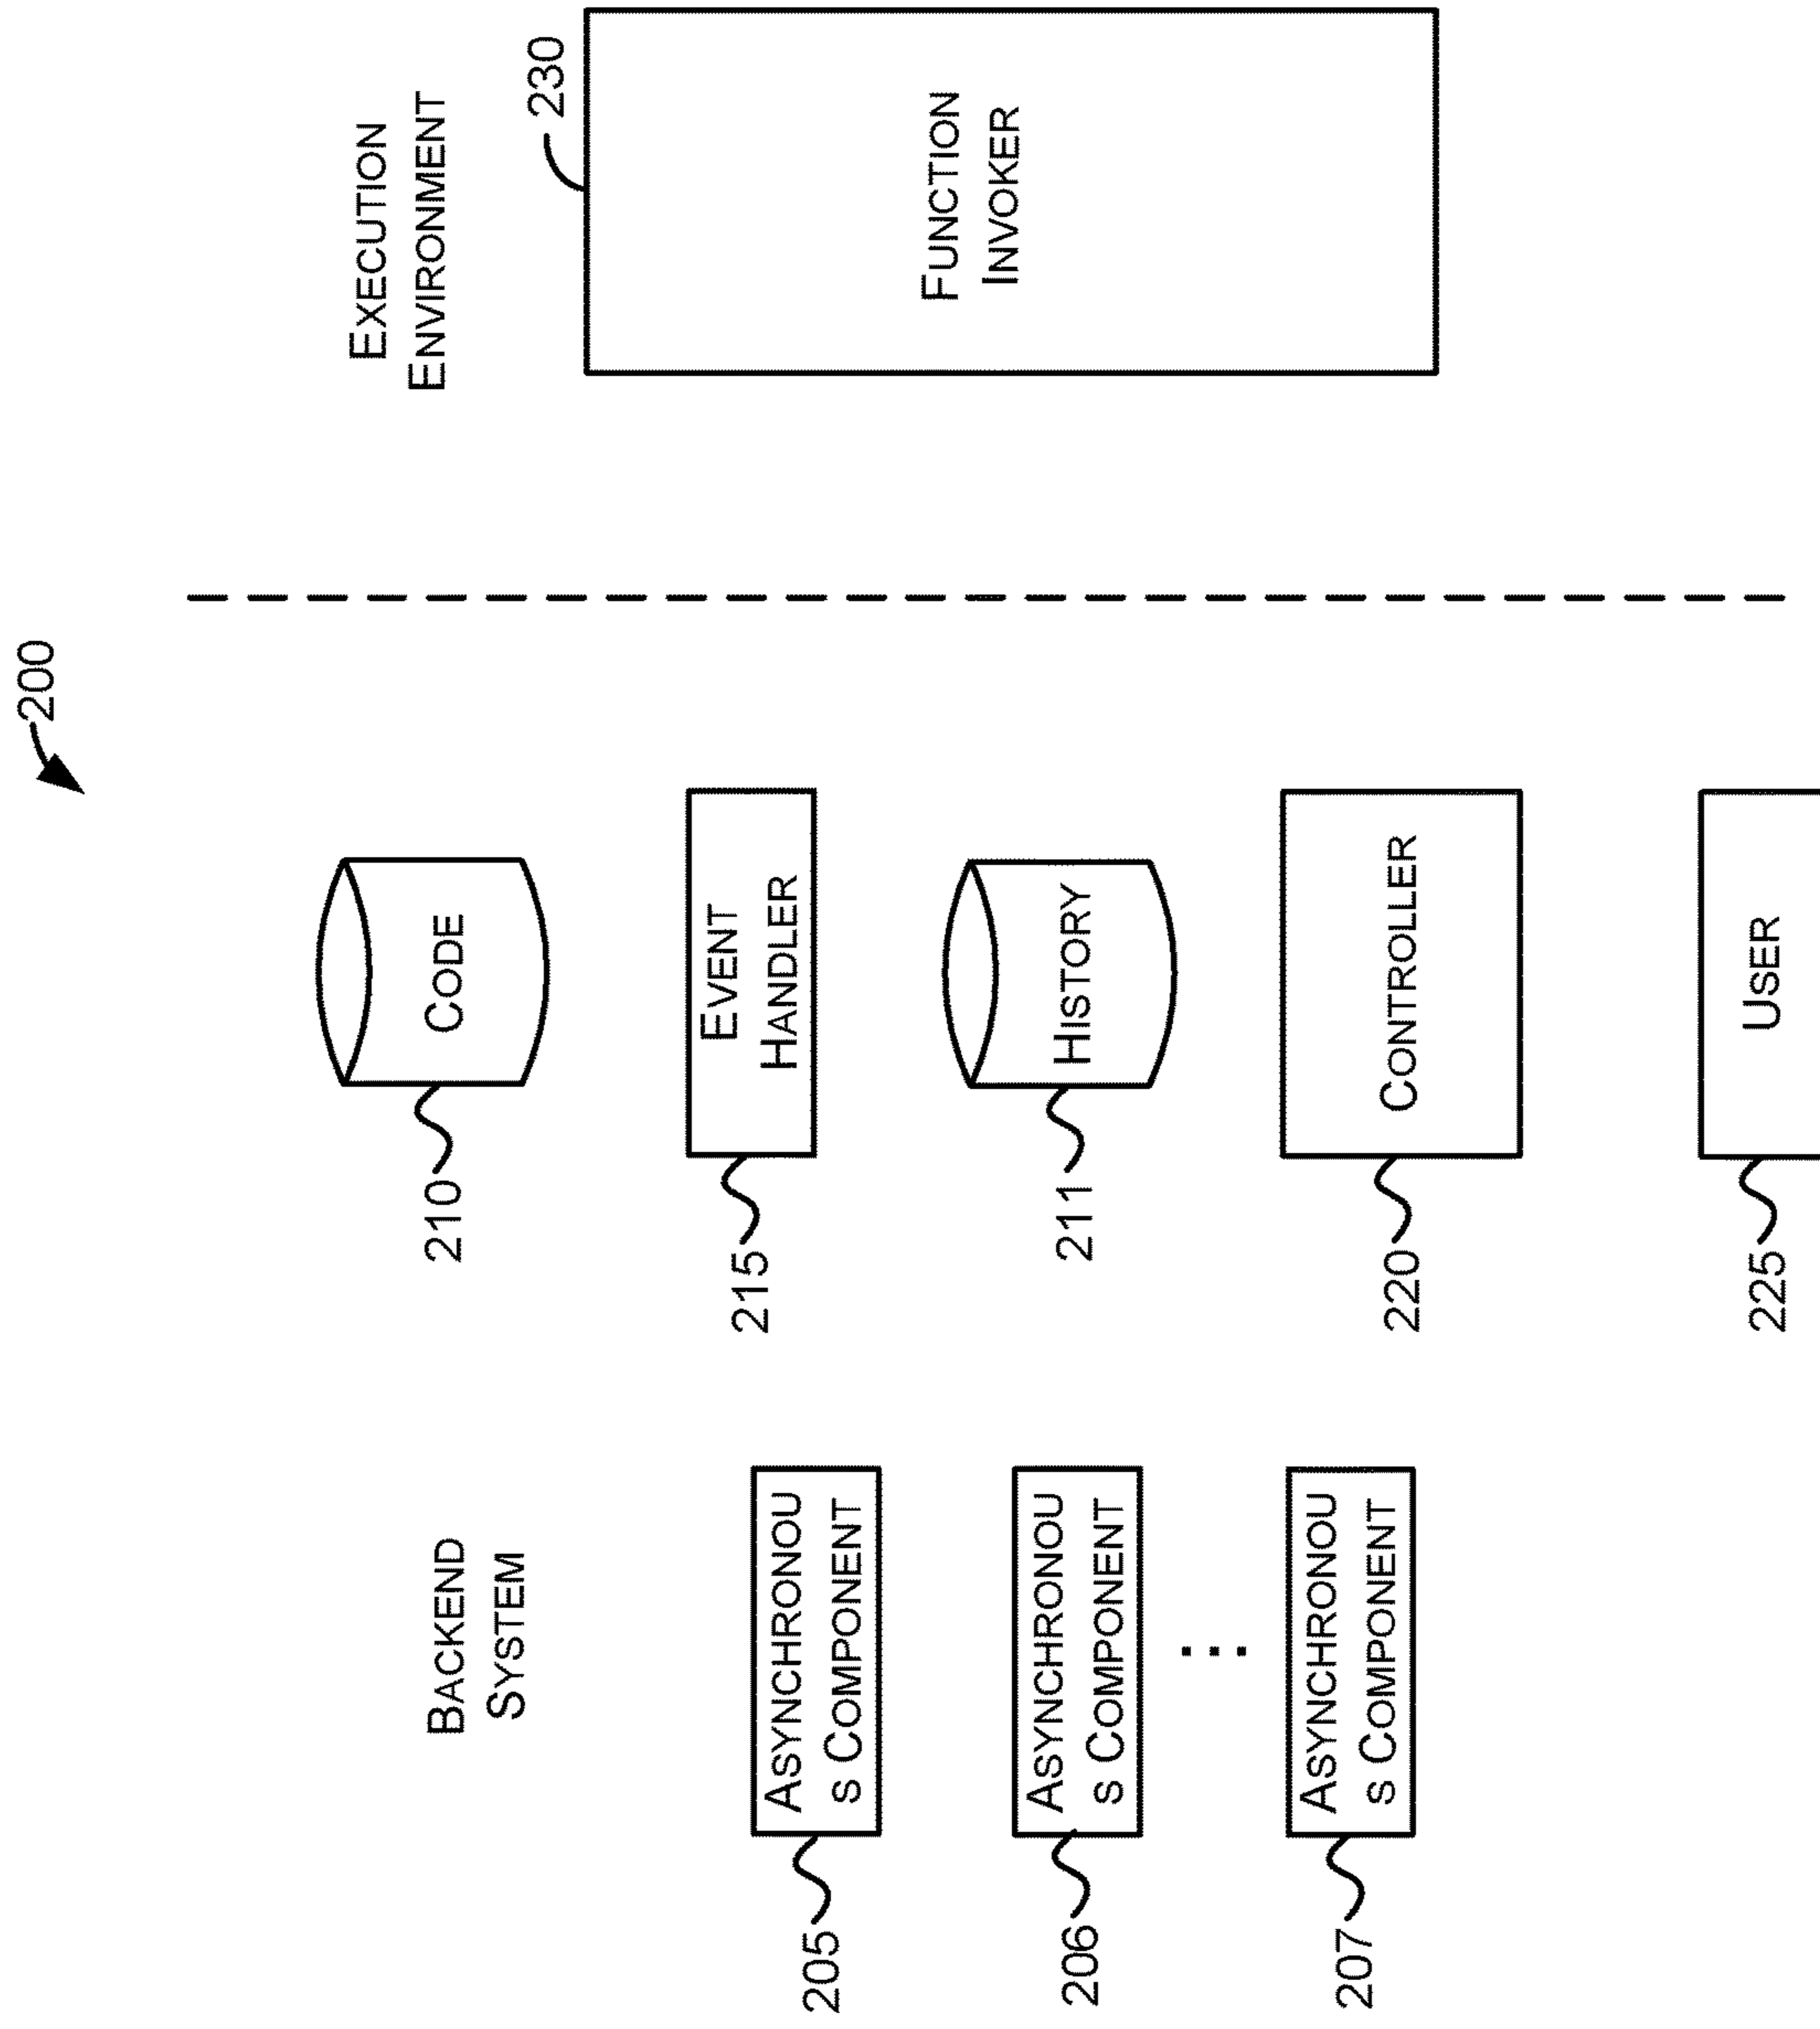 200
BACKEND
SYSTEM
205
ASYNCHRONOU
S COMPONENT
206
ASYNCHRONOU
S COMPONENT
...
207
ASYNCHRONOU
S COMPONENT
210
CODE
215
EVENT
HANDLER
211
HISTORY
220
CONTROLLER
225
USER
EXECUTION
ENVIRONMENT
230
FUNCTION
INVOKER